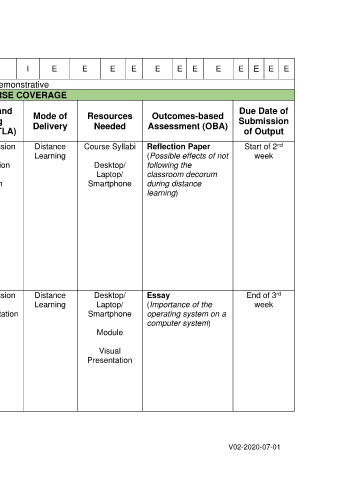 I E E E E E E E E E E E E
emonstrative
RSE COVERAGE
and
g
TLA)
Mode of
Delivery
Resources
Needed
Outcomes-based
Assessment (OBA)
Due Date of
Submission
of Output
sion
ion
n
Distance
Learning
Course Syllabi
Desktop/
Laptop/
Smartphone
Reflection Paper
(Possible effects of not
following the
classroom decorum
during distance
learning)
Start of 2nd
week
sion
tation
Distance
Learning
Desktop/
Laptop/
Smartphone
Module
Visual
Presentation
Essay
(Importance of the
operating system on a
computer system)
End of 3rd
week
V02-2020-07-01